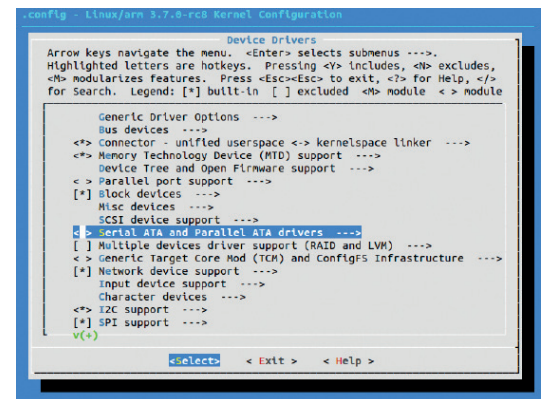 .config - Linux/arm 3.7.0-rc8 Kernel Configuration
Device Drivers
Arrow keys navigate the menu.  <Enter> selects submenus --->.
Highlighted letters are hotkeys.  Pressing <Y> includes, <N> excludes,
<M> modularizes features.  Press <Esc><Esc> to exit, <?> for Help, </>
for Search.  Legend: [*] built-in  [ ] excluded  <M> module  < > module
Generic Driver Options  --->
Bus devices  --->
<*> Connector - unified userspace <-> kernelspace linker  --->
<*> Memory Technology Device (MTD) support  --->
Device Tree and Open Firmware support  --->
< > Parallel port support  --->
[*] Block devices  --->
Misc devices  --->
SCSI device support  --->
< > Serial ATA and Parallel ATA drivers  --->
[ ] Multiple devices driver support (RAID and LVM)  --->
< > Generic Target Core Mod (TCM) and ConfigFS Infrastructure  --->
[*] Network device support  --->
Input device support  --->
Character devices  --->
<*> I2C support  --->
[*] SPI support  --->
v(+)
<Select>    < Exit >    < Help >